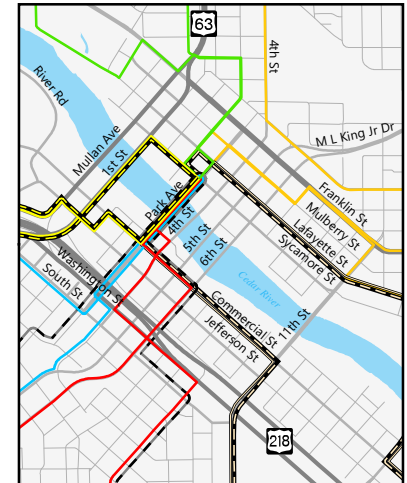 63
4th St
River Rd
M L King Jr Dr
Mullan Ave
1st St
Park Ave
Franklin St
Mulberry St
Lafayette St
Sycamore St
4th St
5th St
6th St
Washington St
South St
Cedar River
Commercial St
11th St
Jefferson St
218